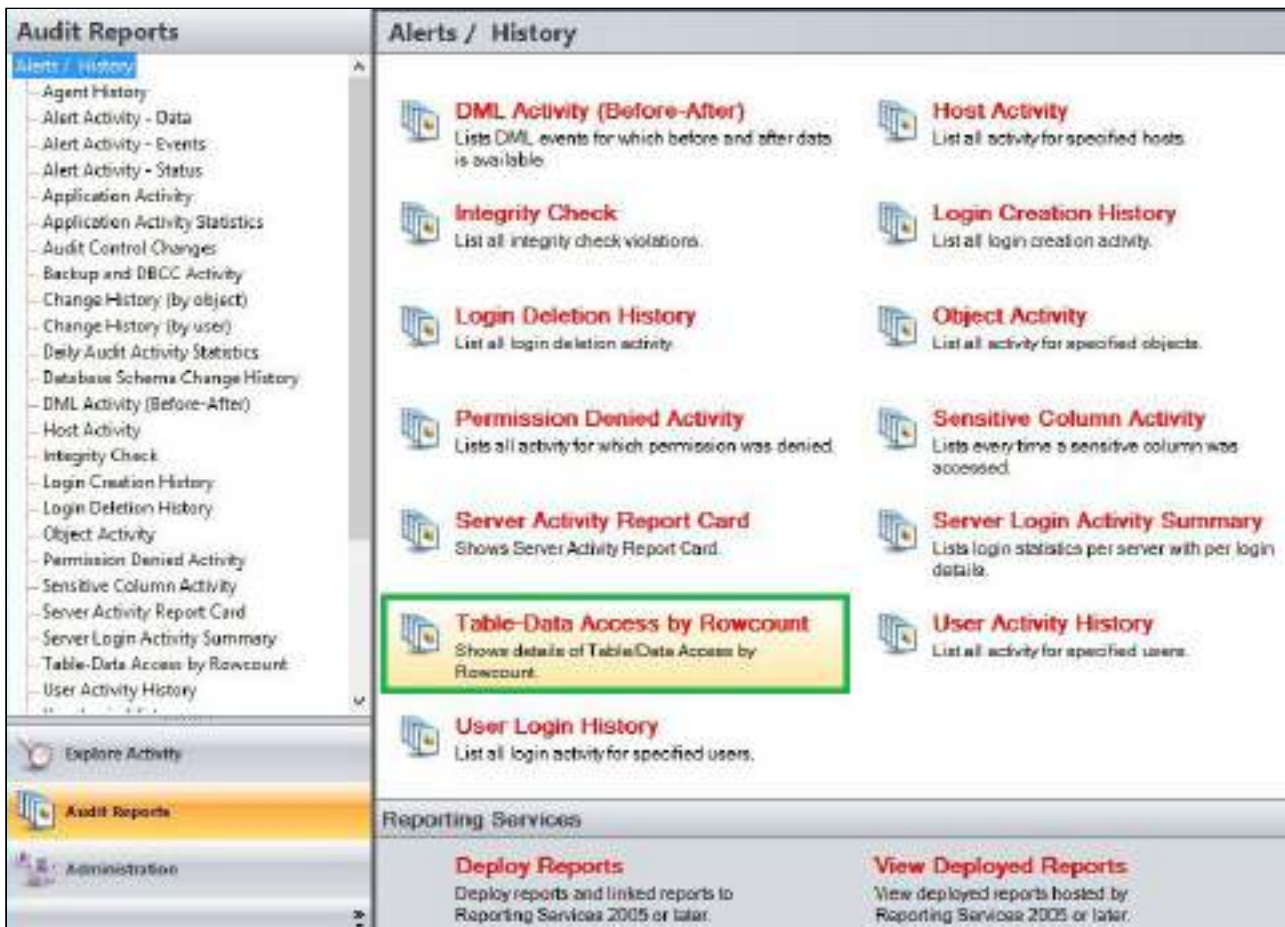 Audit Reports
Alerts / History
Agent History
Alert Activity - Data
Alert Activity - Events
Alert Activity - Status
Application Activity
Application Activity Statistics
Audit Control Changes
Backup and DBCC Activity
Change History (by object)
Change History (by user)
Daily Audit Activity Statistics
Database Schema Change History
DML Activity (Before-After)
Host Activity
Integrity Check
Login Creation History
Login Deletion History
Object Activity
Permission Denied Activity
Sensitive Column Activity
Server Activity Report Card
Server Login Activity Summary
Table-Data Access by Rowcount
User Activity History
Explore Activity
Audit Reports
Administration
Alerts / History
DML Activity (Before-After)
Lists DML events for which before and after data
is available.
Host Activity
List all activity for specified hosts.
Integrity Check
List all integrity check violations.
Login Creation History
List all login creation activity.
Login Deletion History
List all login deletion activity.
Object Activity
List all activity for specified objects.
Permission Denied Activity
Lists all activity for which permission was denied.
Sensitive Column Activity
Lists every time a sensitive column was
accessed.
Server Activity Report Card
Shows Server Activity Report Card.
Server Login Activity Summary
Lists login statistics per server with per login
details.
Table-Data Access by Rowcount
Shows details of Table/Data Access by
Rowcount.
User Activity History
List all activity for specified users.
User Login History
List all login activity for specified users.
Reporting Services
Deploy Reports
Deploy reports and linked reports to
Reporting Services 2005 or later.
View Deployed Reports
View deployed reports hosted by
Reporting Services 2005 or later.